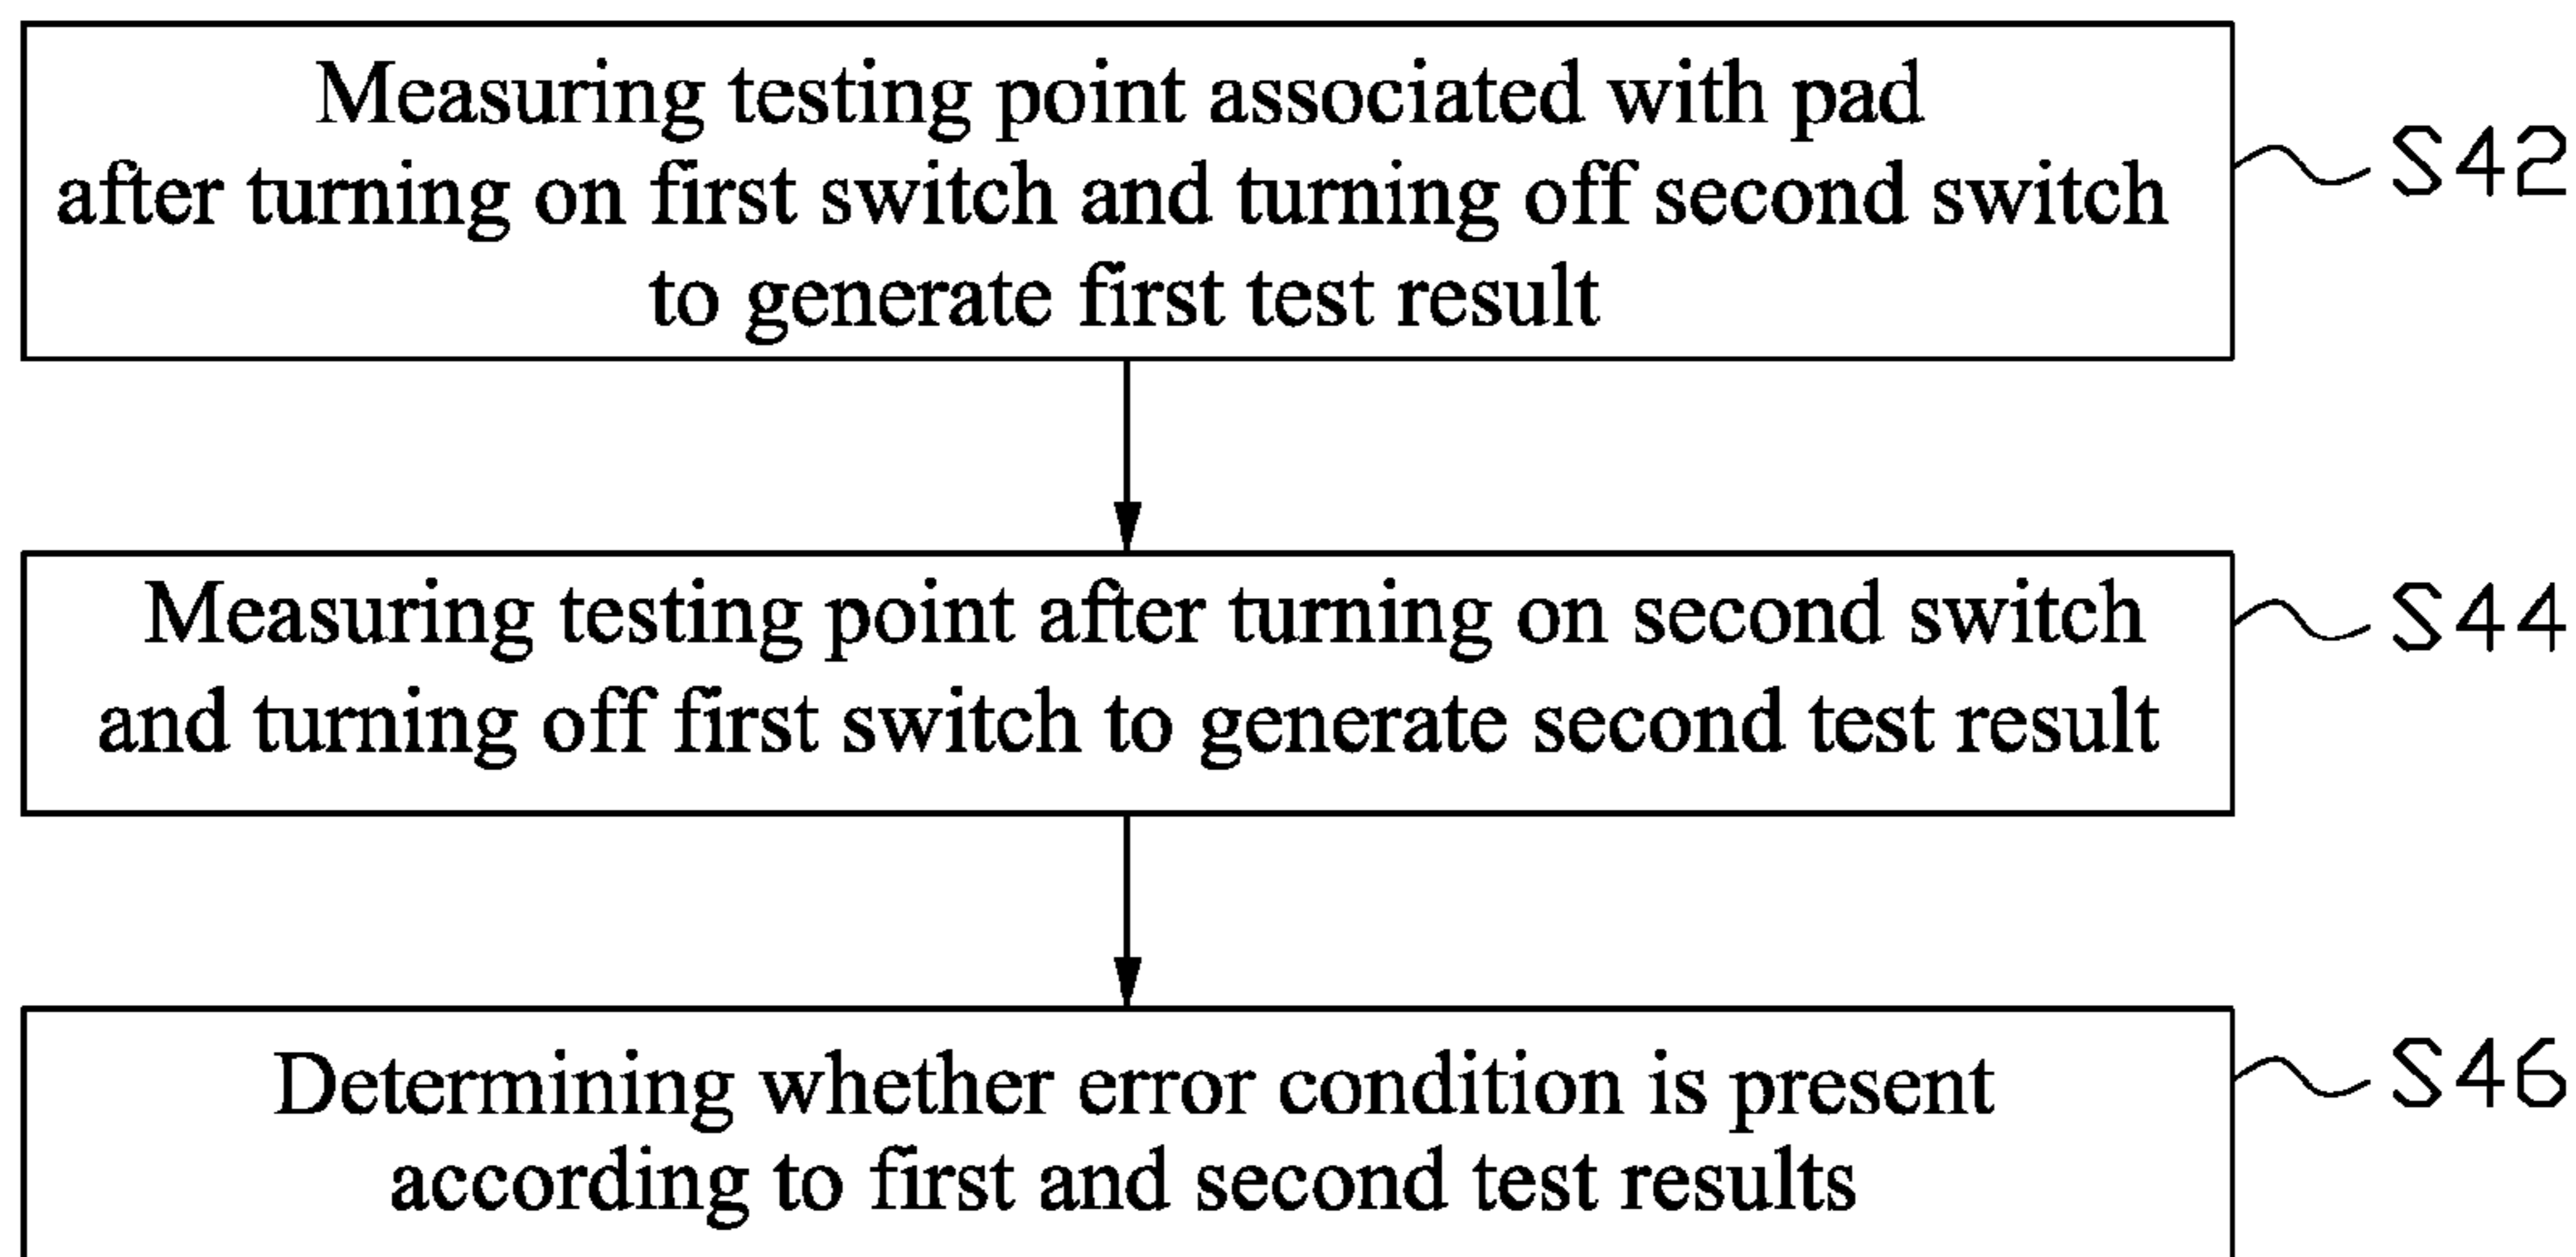 Measuring testing point associated with pad
after turning on first switch and turning off second switch
to generate first test result
S42
Measuring testing point after turning on second switch
and turning off first switch to generate second test result
S44
Determining whether error condition is present
according to first and second test results
S46